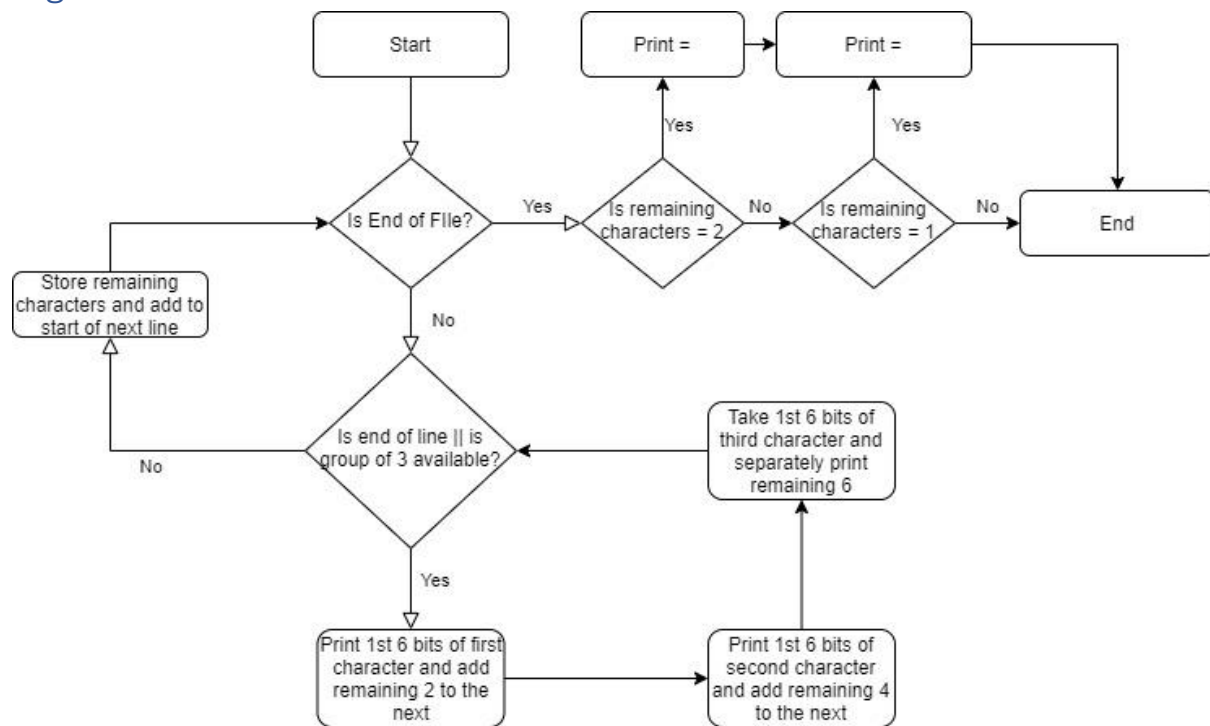 Start
Print =
Print =
Yes
Yes
Is End of FIle?
Yes
Is remaining
characters = 2
No
Is remaining
characters = 1
No
End
Store remaining
characters and add to
start of next line
No
Is end of line || is
group of 3 available?
No
Take 1st 6 bits of
third character and
separately print
remaining 6
Yes
Print 1st 6 bits of first
character and add
remaining 2 to the
next
Print 1st 6 bits of
second character
and add remaining 4
to the next